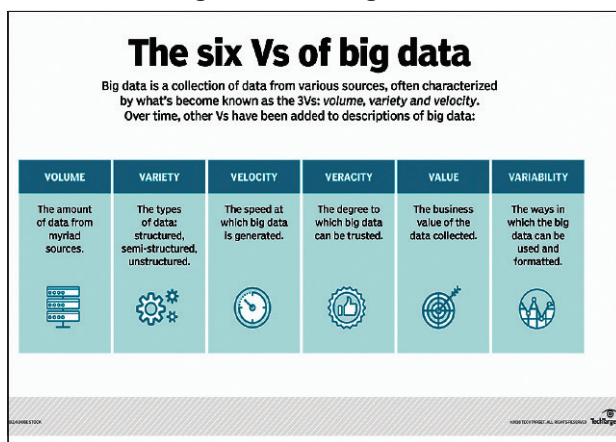 The six Vs of big data
Big data is a collection of data from various sources, often characterized
by what's become known as the 3Vs: volume, variety and velocity.
Over time, other Vs have been added to descriptions of big data:
VOLUME
The amount
of data from
myriad
sources.
VARIETY
The types
of data:
structured,
semi-structured,
unstructured.
VELOCITY
The speed at
which big data
is generated.
VERACITY
The degree to
which big data
can be trusted.
VALUE
The business
value of the
data collected.
VARIABILITY
The ways in
which the big
data can be
used and
formatted.
STOCK
TECHTARGET. ALL RIGHTS RESERVED
TechTarget